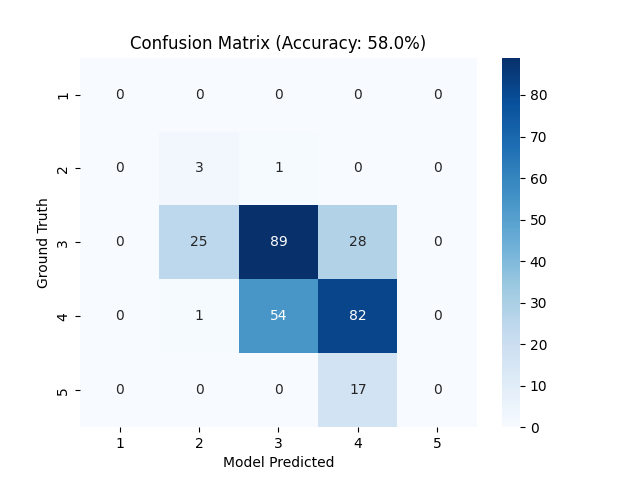 Confusion Matrix (Accuracy: 58.0%)
1 0 0 0 0 0
2 0 3 1 0 0
3 0 25 89 28 0
4 0 1 54 82 0
5 0 0 0 17 0
1 2 3 4 5
Model Predicted
Ground Truth
80
70
60
50
40
30
20
10
0